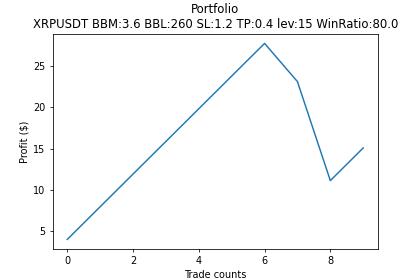 Portfolio
XRPUSDT BBM:3.6 BBL:260 SL:1.2 TP:0.4 lev:15 WinRatio:80.0
25
20
15
10
5
Profit ($)
0 2 4 6 8
Trade counts